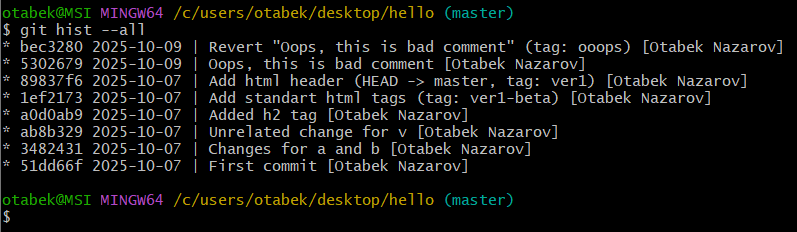 otabek@MSI MINGW64 /c/users/otabek/desktop/hello (master)
$ git hist --all
* bec3280 2025-10-09 | Revert "Oops, this is bad comment" (tag: ooops) [Otabek Nazarov]
* 5302679 2025-10-09 | Oops, this is bad comment [Otabek Nazarov]
* 89837f6 2025-10-07 | Add html header (HEAD -> master, tag: ver1) [Otabek Nazarov]
* 1ef2173 2025-10-07 | Add standart html tags (tag: ver1-beta) [Otabek Nazarov]
* a0d0ab9 2025-10-07 | Added h2 tag [Otabek Nazarov]
* ab8b329 2025-10-07 | Unrelated change for v [Otabek Nazarov]
* 3482431 2025-10-07 | Changes for a and b [Otabek Nazarov]
* 51dd66f 2025-10-07 | First commit [Otabek Nazarov]
otabek@MSI MINGW64 /c/users/otabek/desktop/hello (master)
$